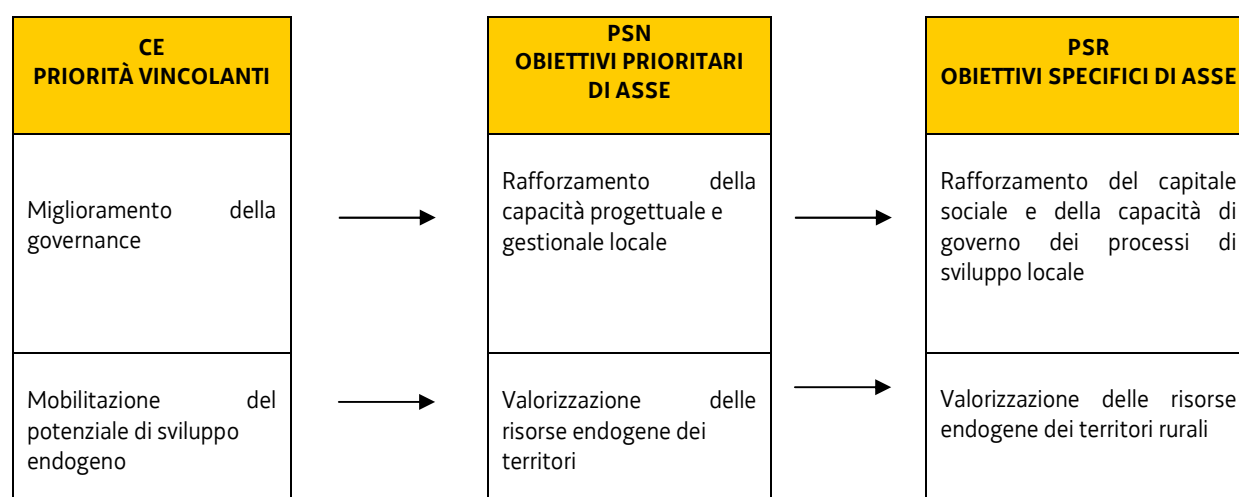 CE
PRIORITÀ VINCOLANTI
PSN
OBIETTIVI PRIORITARI
DI ASSE
PSR
OBIETTIVI SPECIFICI DI ASSE
Miglioramento della
governance
Rafforzamento della
capacità progettuale e
gestionale locale
Rafforzamento del capitale
sociale e della capacità di
governo dei processi di
sviluppo locale
Mobilitazione del
potenziale di sviluppo
endogeno
Valorizzazione delle
risorse endogene dei
territori
Valorizzazione delle risorse
endogene dei territori rurali